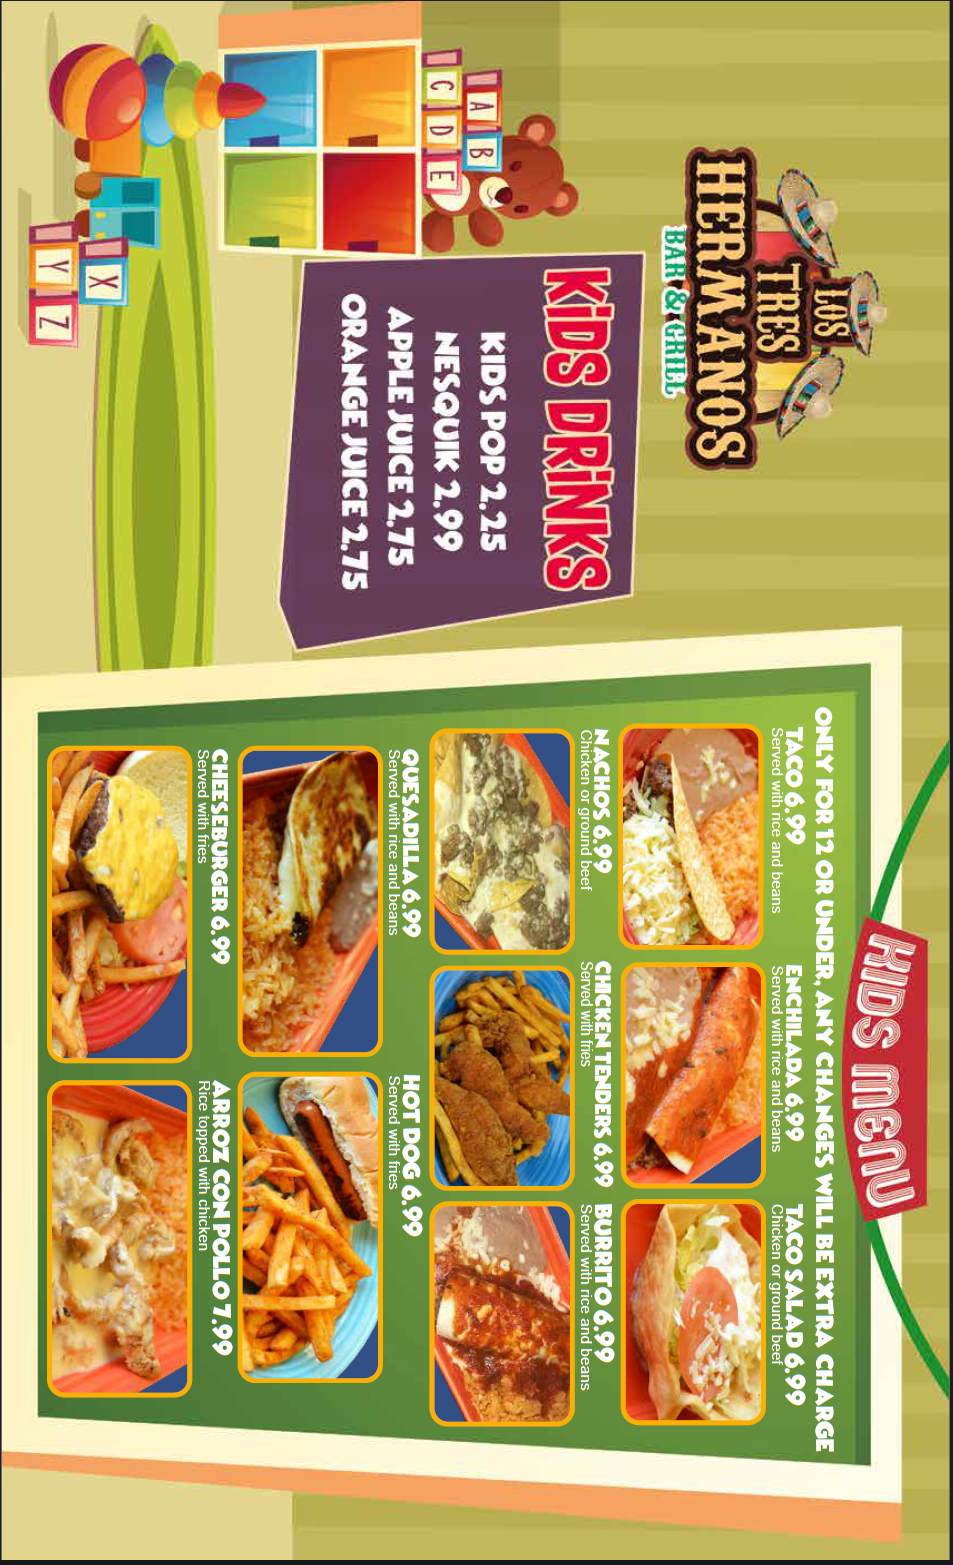 LOS
TRES
HERMANOS
BAR & GRILL
KiDS DRiNKS
KIDS POP 2.25
NESQUIK 2.99
APPLE JUICE 2.75
ORANGE JUICE 2.75
A B
C D E
X
Y Z
KIDS MENU
ONLY FOR 12 OR UNDER, ANY CHANGES WILL BE EXTRA CHARGE
TACO 6.99
Served with rice and beans
ENCHILADA 6.99
Served with rice and beans
TACO SALAD 6.99
Chicken or ground beef
NACHOS 6.99
Chicken or ground beef
CHICKEN TENDERS 6.99
Served with fries
BURRITO 6.99
Served with rice and beans
QUESADILLA 6.99
Served with rice and beans
HOT DOG 6.99
Served with fries
CHEESEBURGER 6.99
Served with fries
ARROZ CON POLLO 7.99
Rice topped with chicken